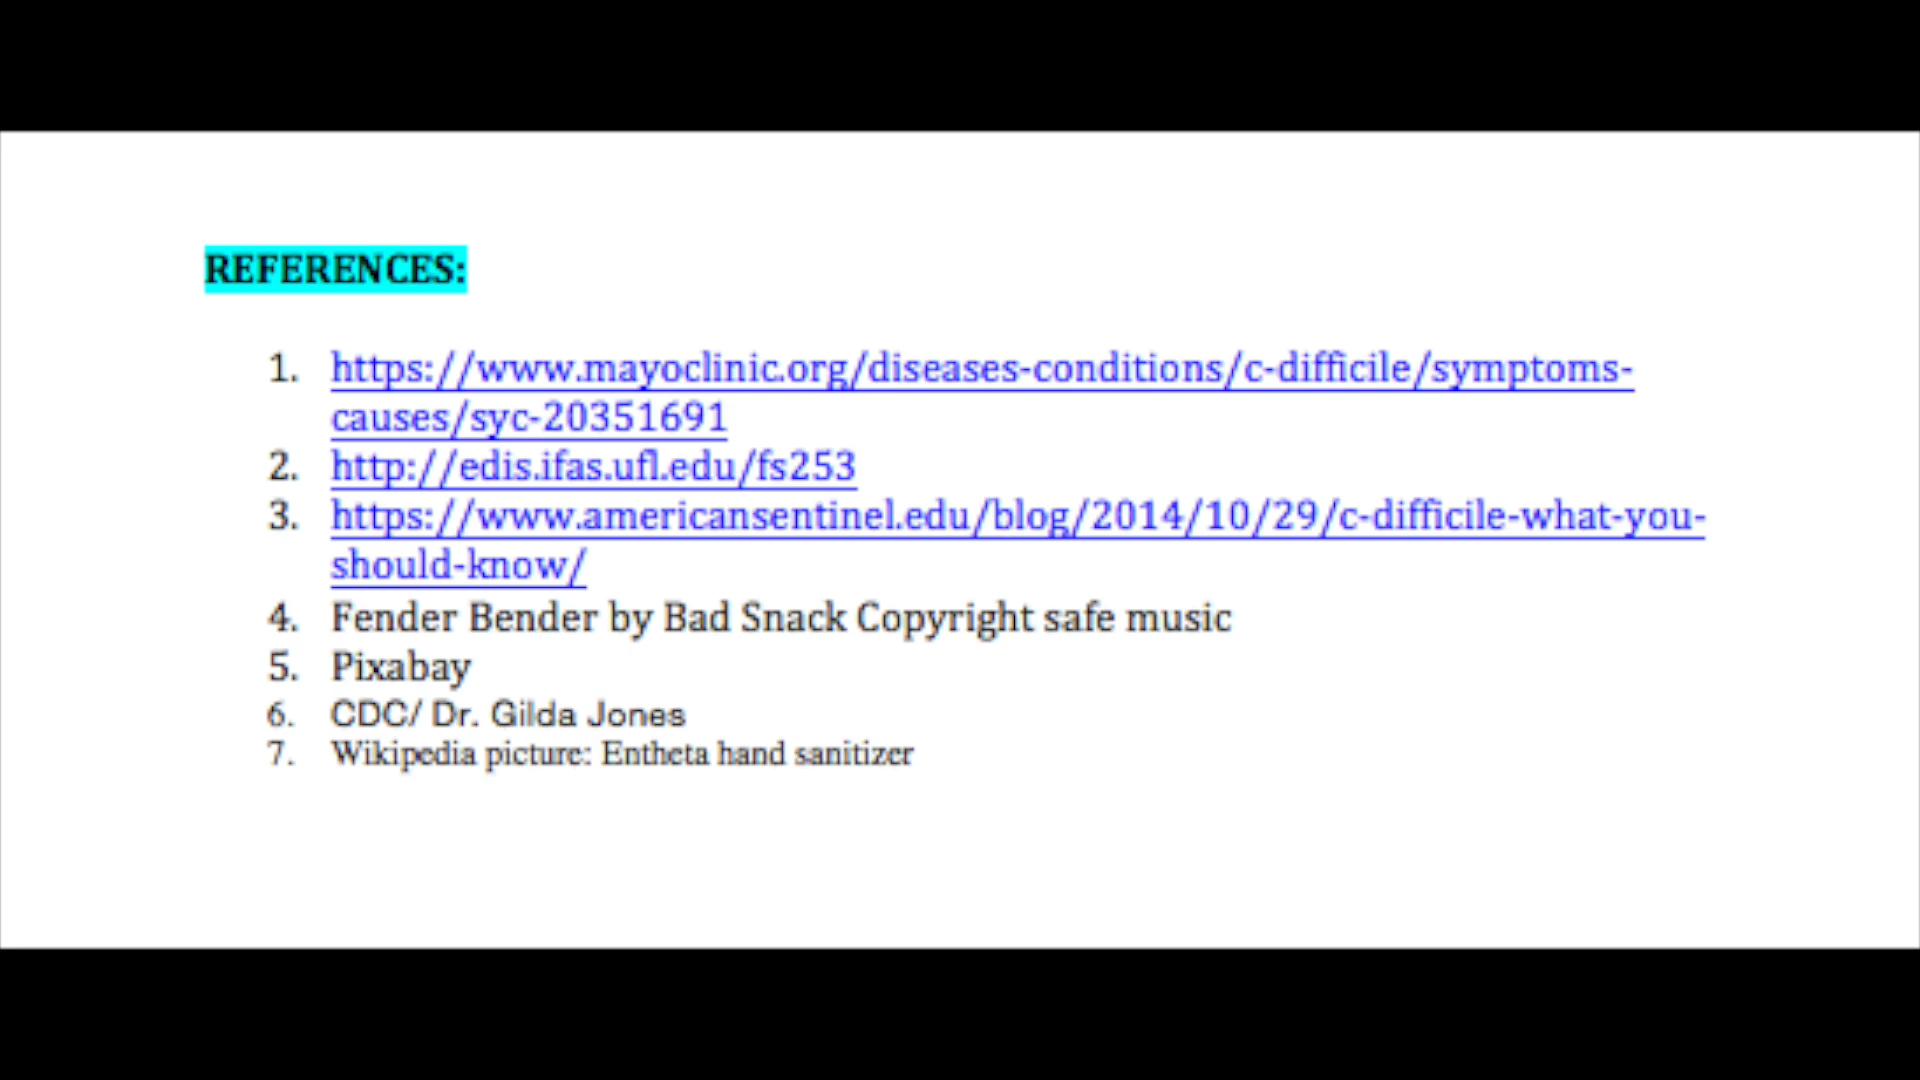 REFERENCES:
1. https://www.mayoclinic.org/diseases-conditions/c-difficile/symptoms-
causes/syc-20351691
2. http://edis.ifas.ufl.edu/fs253
3. https://www.americansentinel.edu/blog/2014/10/29/c-difficile-what-you-
should-know/
4. Fender Bender by Bad Snack Copyright safe music
5. Pixabay
6. CDC/ Dr. Gilda Jones
7. Wikipedia picture: Entheta hand sanitizer